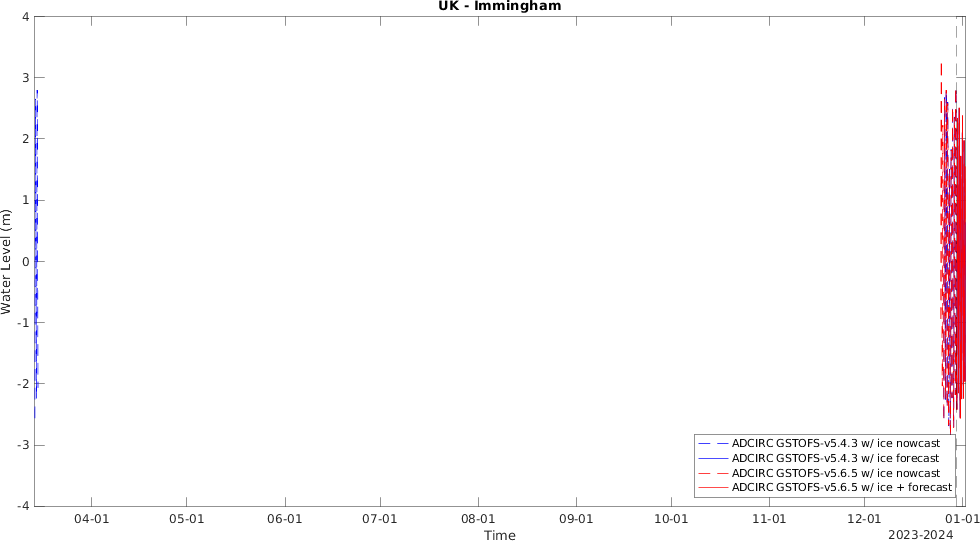 UK - Immingham
4
3
2
1
0
-1
-2
-3
-4
Water Level (m)
ADCIRC GSTOFS-v5.4.3 w/ ice nowcast
ADCIRC GSTOFS-v5.4.3 w/ ice forecast
ADCIRC GSTOFS-v5.6.5 w/ ice nowcast
ADCIRC GSTOFS-v5.6.5 w/ ice + forecast
04-01 05-01 06-01 07-01 08-01 09-01 10-01 11-01 12-01 01-01
Time
2023-2024